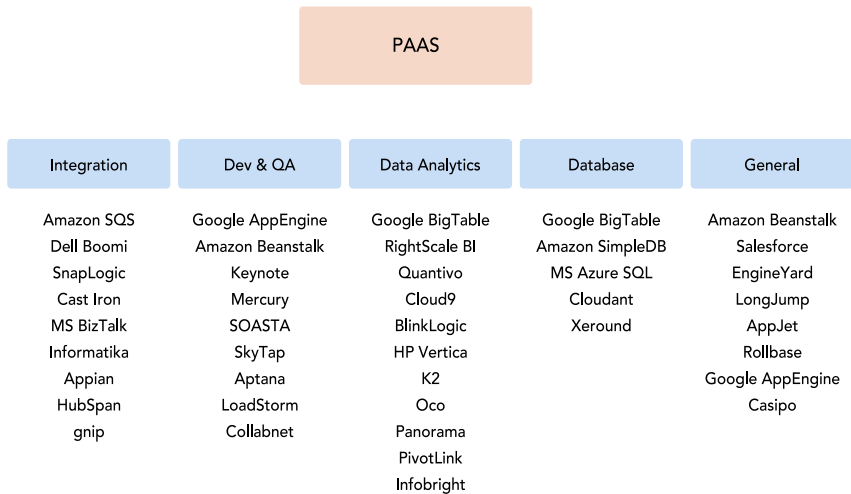 PAAS
Integration
Amazon SQS
Dell Boomi
SnapLogic
Cast Iron
MS BizTalk
Informatika
Appian
HubSpan
gnip
Dev & QA
Google AppEngine
Amazon Beanstalk
Keynote
Mercury
SOASTA
SkyTap
Aptana
LoadStorm
Collabnet
Data Analytics
Google BigTable
RightScale BI
Quantivo
Cloud9
BlinkLogic
HP Vertica
K2
Oco
Panorama
PivotLink
Infobright
Database
Google BigTable
Amazon SimpleDB
MS Azure SQL
Cloudant
Xeround
General
Amazon Beanstalk
Salesforce
EngineYard
LongJump
AppJet
Rollbase
Google AppEngine
Casipo